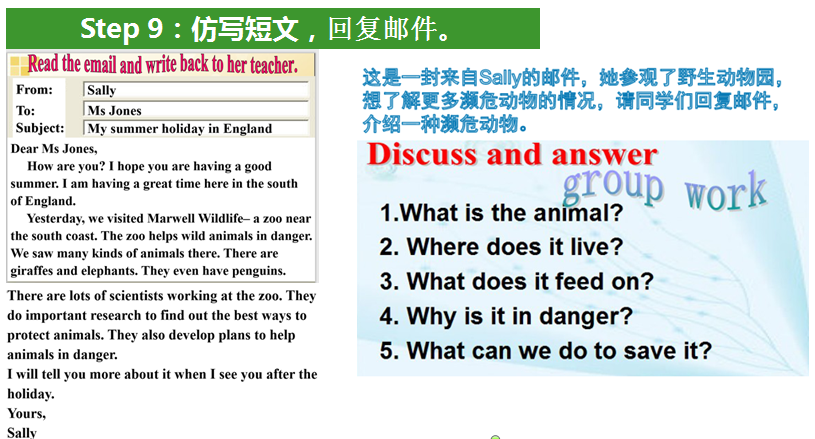 Step 9：仿写短文，回复邮件。
Read the email and write back to her teacher.
From: Sally
To: Ms Jones
Subject: My summer holiday in England
Dear Ms Jones,
How are you? I hope you are having a good
summer. I am having a great time here in the south
of England.
Yesterday, we visited Marwell Wildlife– a zoo near
the south coast. The zoo helps wild animals in danger.
We saw many kinds of animals there. There are
giraffes and elephants. They even have penguins.
There are lots of scientists working at the zoo. They
do important research to find out the best ways to
protect animals. They also develop plans to help
animals in danger.
I will tell you more about it when I see you after the
holiday.
Yours,
Sally
这是一封来自Sally的邮件，她参观了野生动物园，
想了解更多濒危动物的情况，请同学们回复邮件，
介绍一种濒危动物。
Discuss and answer
group work
1.What is the animal?
2. Where does it live?
3. What does it feed on?
4. Why is it in danger?
5. What can we do to save it?